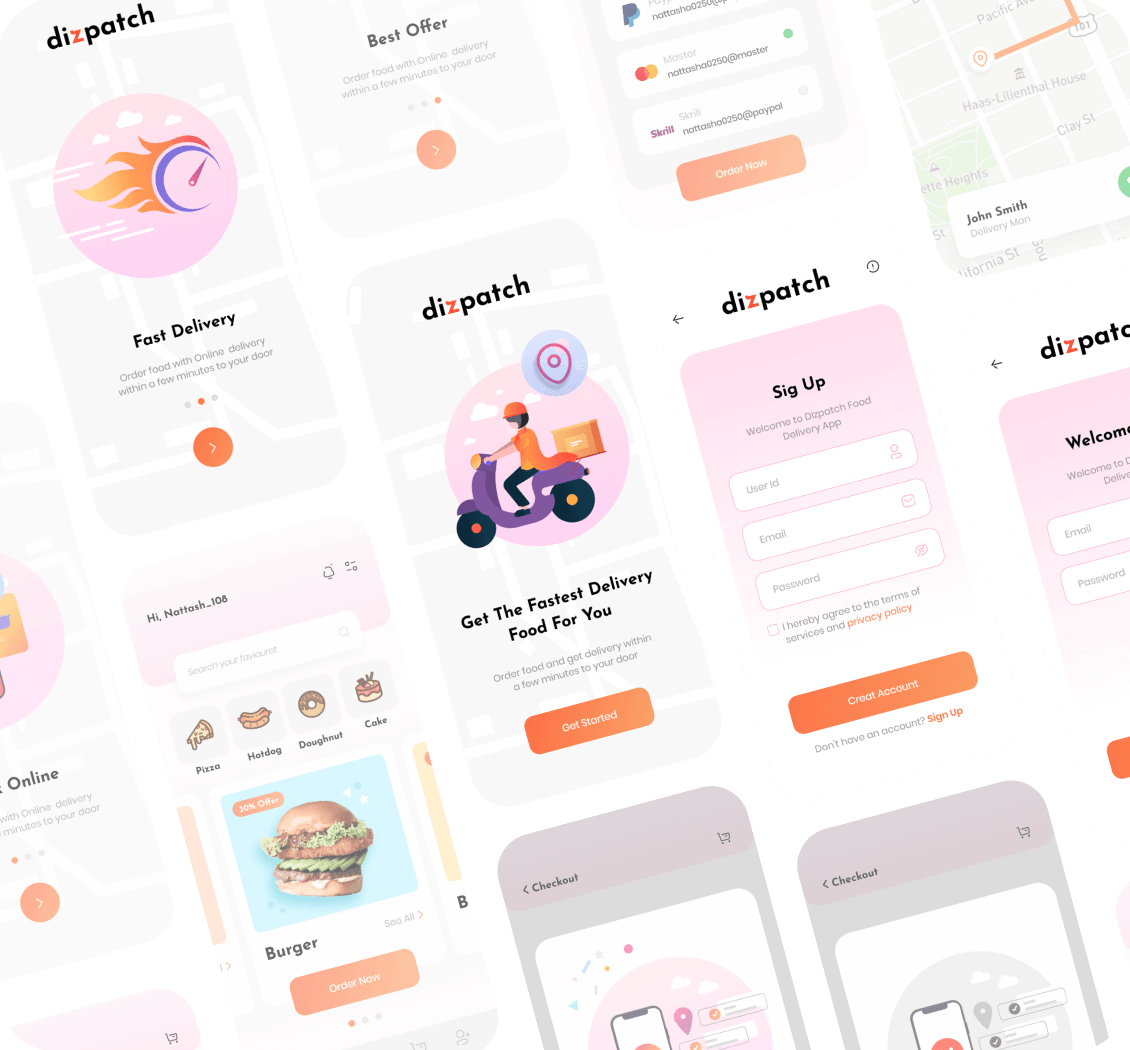 dizpatch
Fast Delivery
Order food with Online delivery
within a few minutes to your door
Best Offer
Order food with Online delivery
within a few minutes to your door
nattasha0250@paypal
Master
nattasha0250@master
Skrill
Skrill
nattasha0250@paypal
Order Now
Pacific Ave
101
Haas-Lilienthal House
Clay St
ette Heights
St
lifornia St
John Smith
Delivery Man
dizpatch
Get The Fastest Delivery
Food For You
Order food and get delivery within
a few minutes to your door
Get Started
dizpatch
Sig Up
Welcome to Dizpatch Food
Delivery App
User Id
Email
Password
I hereby agree to the terms of
services and privacy policy
Creat Account
Don't have an account? Sign Up
dizpatc
Welcome
Welcome to D
Delive
Email
Password
Online
with Online delivery
minutes to your door
Hi, Nattash_108
Search your faviouret
Pizza
Hotdog
Doughnut
Cake
30% Offer
Burger
See All
Order Now
B
Checkout
Checkout